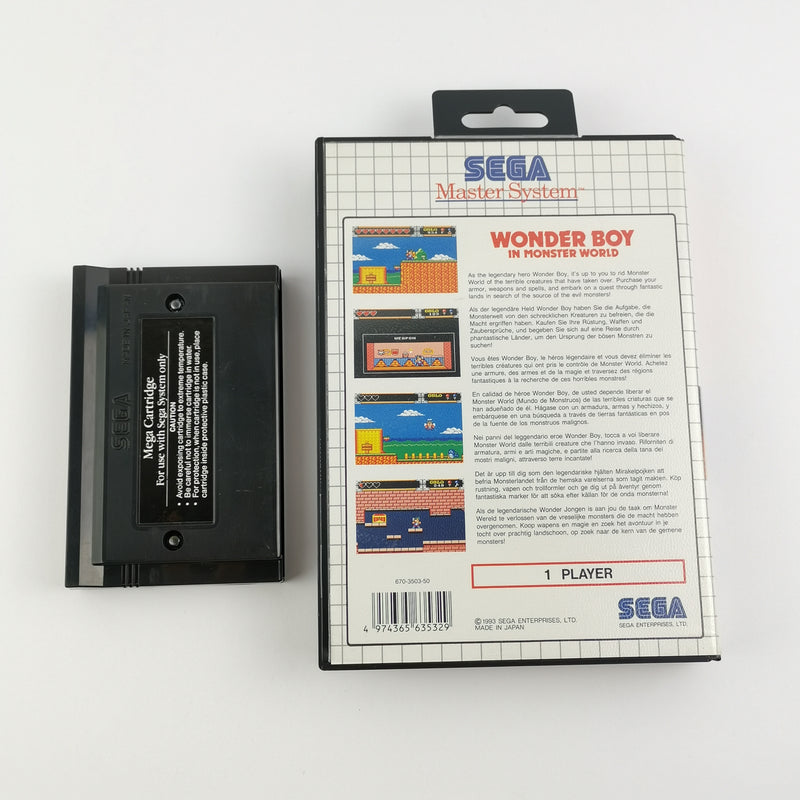 SEGA
Master System™
WONDER BOY
IN MONSTER WORLD
As the legendary hero Wonder Boy, it's up to you to rid Monster
World of the terrible creatures that have taken over. Purchase your
armor, weapons and spells, and embark on a quest through fantastic
lands in search of the source of the evil monsters!
Als der legendäre Held Wonder Boy haben Sie die Aufgabe, die
Monsterwelt von den schrecklichen Kreaturen zu befreien, die die
Macht ergriffen haben. Kaufen Sie Ihre Rüstung, Waffen und
Zaubersprüche, und begeben Sie sich auf eine Reise durch
phantastische Länder, um den Ursprung der bösen Monster zu
suchen!
Vous êtes Wonder Boy, le héros légendaire et vous devez éliminer les
terribles créatures qui ont pris le contrôle de Monster World. Achetez
une armure, des armes et de la magie et traversez des régions
fantastiques à la recherche de ces horribles monstres!
En calidad de héroe Wonder Boy, de usted depende liberar el
Monster World (Mundo de Monstruos) de las terribles criaturas que se
han adueñado de él. Hágase con un armadura, armas y hechizos, y
embárquese en una búsqueda a través de tierras fantásticas en pos
de la fuente de los monstruos malignos.
Nei panni del leggendario eroe Wonder Boy, tocca a voi liberare
Monster World dalle terribili creature che lo hanno invaso. Rifornitevi di
armatura, armi e arti magiche, e partite alla ricerca della tana dei
mostri maligni, attraverso terre incantate!
Det är upp till dig som den legendariske hjälten Mirakelpojken att
befria Monsterlandet från de hemska varelserna som tagit makten. Köp
rustning, vapen och trollformler och ge dig ut på äventyr genom
fantastiska marker för att söka efter källan för de onda monsterna!
Als de legendarische Wonder Jongen is aan jou de taak om Monster
Wereld te verlossen van de vreselijke monsters die de macht hebben
overgenomen. Koop wapens en magie en zoek het avontuur in je
tocht over prachtig landschoon, op zoek naar de kern van de gemene
monsters!
1 PLAYER
670-3503-50
4 974365 635329
© 1993 SEGA ENTERPRISES, LTD.
MADE IN JAPAN
SEGA
SEGA ENTERPRISES, LTD.
SEGA
Mega Cartridge
For use with Sega System only
CAUTION
• Avoid exposing cartridge to extreme temperature.
• Be careful not to immerse cartridge in water.
• For protection, when cartridge is not in use, place
cartridge inside protective plastic case.